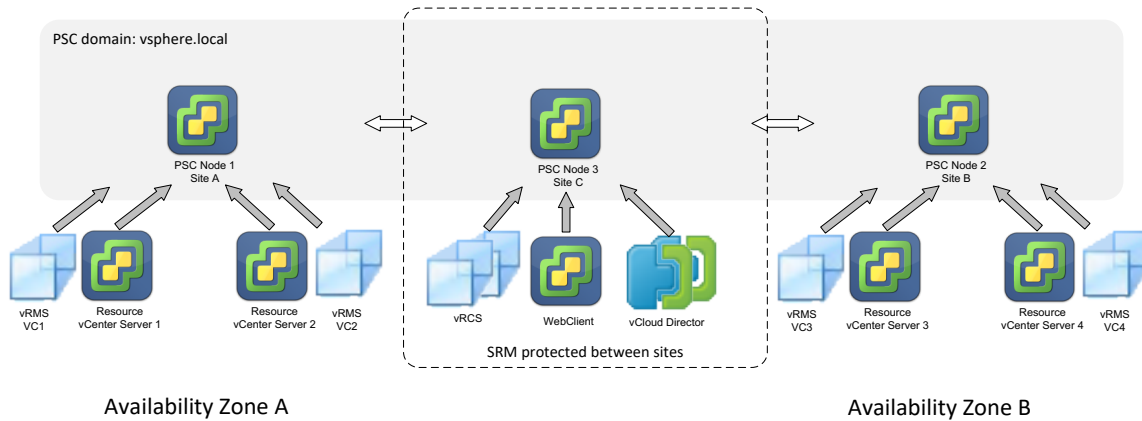 PSC domain: vsphere.local
PSC Node 1
Site A
PSC Node 3
Site C
PSC Node 2
Site B
vRMS
VC1
Resource
vCenter Server 1
Resource
vCenter Server 2
vRMS
VC2
vRCS
WebClient
vCloud Director
vRMS
VC3
Resource
vCenter Server 3
Resource
vCenter Server 4
vRMS
VC4
SRM protected between sites
Availability Zone A
Availability Zone B